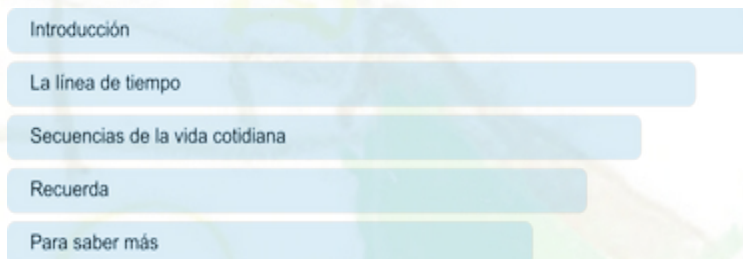 Introducción
La línea de tiempo
Secuencias de la vida cotidiana
Recuerda
Para saber más